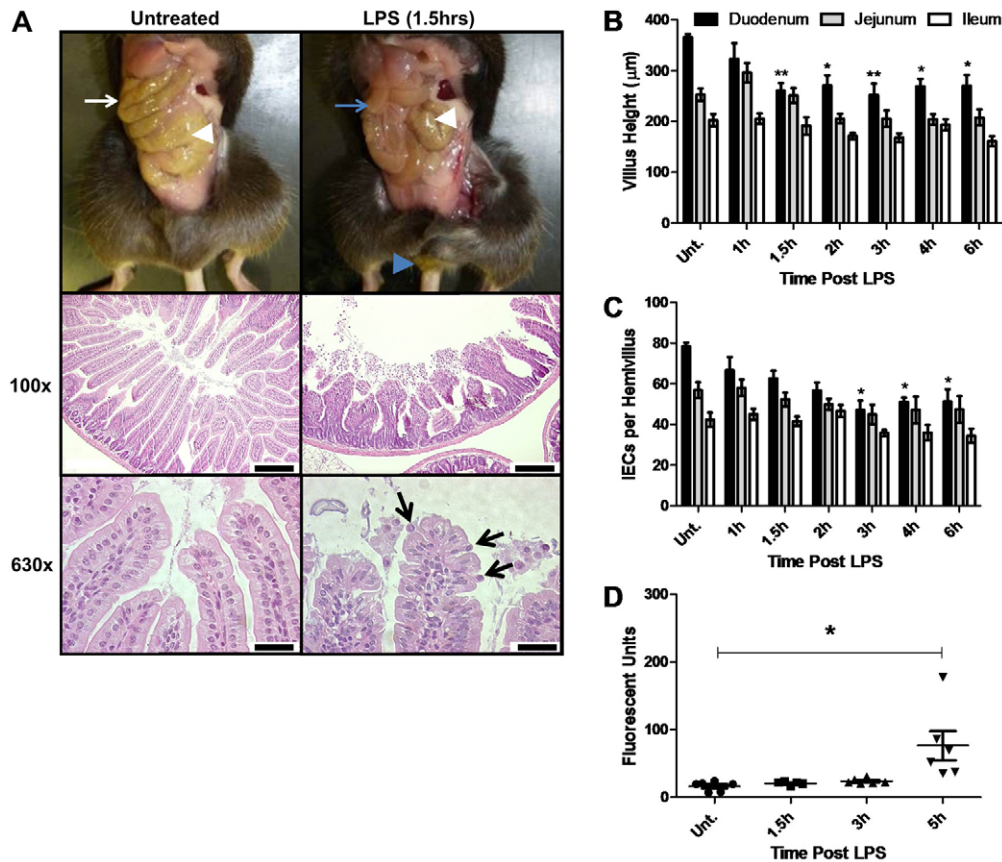 A
Untreated
LPS (1.5hrs)
100x
630x
B
Duodenum
Jejunum
Ileum
Villus Height (μm)
400
300
200
100
0
**
*
**
*
*
Unt.
1h
1.5h
2h
3h
4h
6h
Time Post LPS
C
IECs per Hemivillus
100
80
60
40
20
0
*
*
*
Unt.
1h
1.5h
2h
3h
4h
6h
Time Post LPS
D
Fluorescent Units
300
200
100
0
*
Unt.
1.5h
3h
5h
Time Post LPS